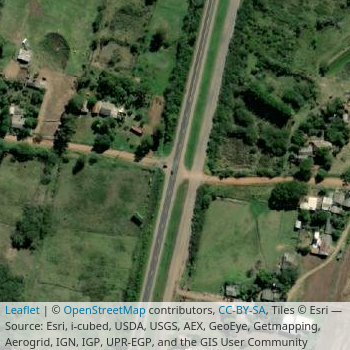 Leaflet | © OpenStreetMap contributors, CC-BY-SA, Tiles © Esri —
Source: Esri, i-cubed, USDA, USGS, AEX, GeoEye, Getmapping,
Aerogrid, IGN, IGP, UPR-EGP, and the GIS User Community